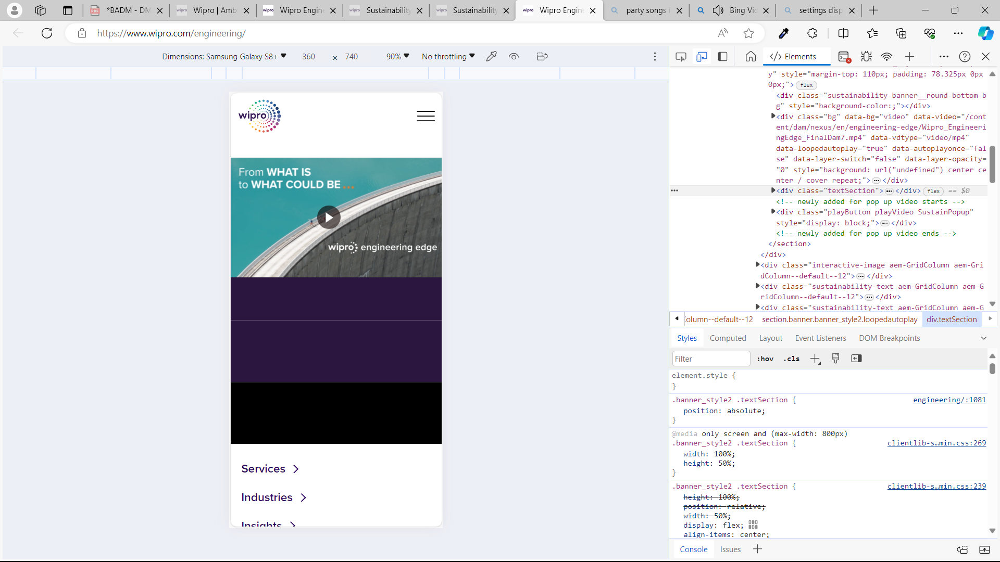 *BADM - DM
Wipro | Amb
Wipro Engine
Sustainability
Sustainability
Wipro Engine
party songs i
Bing Vic
settings disp
https://www.wipro.com/engineering/
Dimensions: Samsung Galaxy S8+ 360 × 740 90% No throttling
Elements
y" style="margin-top: 110px; padding: 78.325px 0px
0px;"> flex
<div class="sustainability-banner__round-bottom-b
g" style="background-color:;"></div>
<div class="bg" data-bg="video" data-video="/cont
ent/dam/nexus/en/engineering-edge/Wipro_Engineeri
ngEdge_FinalDam7.mp4" data-vdtype="video/mp4"
data-loopedautoplay="true" data-autoplayonce="fal
se" data-layer-switch="false" data-layer-opacity=
"0" style="background: url("undefined") center ce
nter / cover repeat;"> … </div>
<div class="textSection"> … </div> flex == $0
<!-- newly added for pop up video starts -->
<div class="playButton playVideo SustainPopup"
style="display: block;"> … </div>
<!-- newly added for pop up video ends -->
</section>
</div>
<div class="interactive-image aem-GridColumn aem-Gri
dColumn--default--12"> … </div>
<div class="sustainability-text aem-GridColumn aem-G
ridColumn--default--12"> … </div>
<div class="sustainability-text aem-GridColumn aem-G
Column--default--12 section.banner.banner_style2.loopedautoplay div.textSection
Styles Computed Layout Event Listeners DOM Breakpoints
Filter :hov .cls
element.style {
}
.banner_style2 .textSection { engineering/:1081
position: absolute;
}
@media only screen and (max-width: 800px)
.banner_style2 .textSection { clientlib-s…min.css:269
width: 100%;
height: 50%;
}
.banner_style2 .textSection { clientlib-s…min.css:239
height: 100%;
position: relative;
width: 50%;
display: flex;
align-items: center;
Console Issues
wipro
From WHAT IS
to WHAT COULD BE ...
wipro engineering edge
Services
Industries
Insights